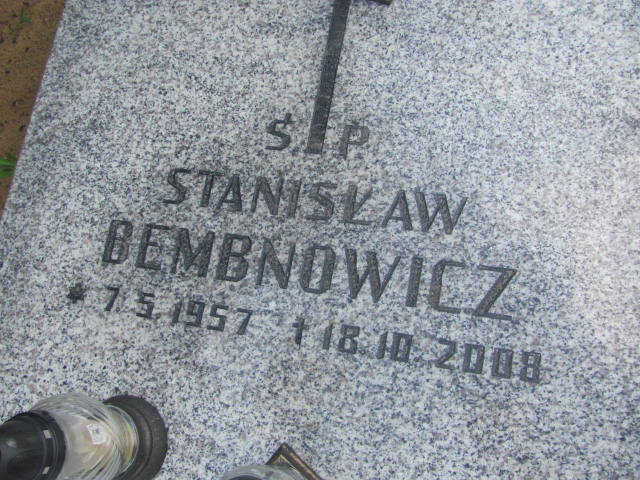 Ś P
STANISŁAW
BEMBNOWICZ
* 7.5.1957 † 18.10.2008